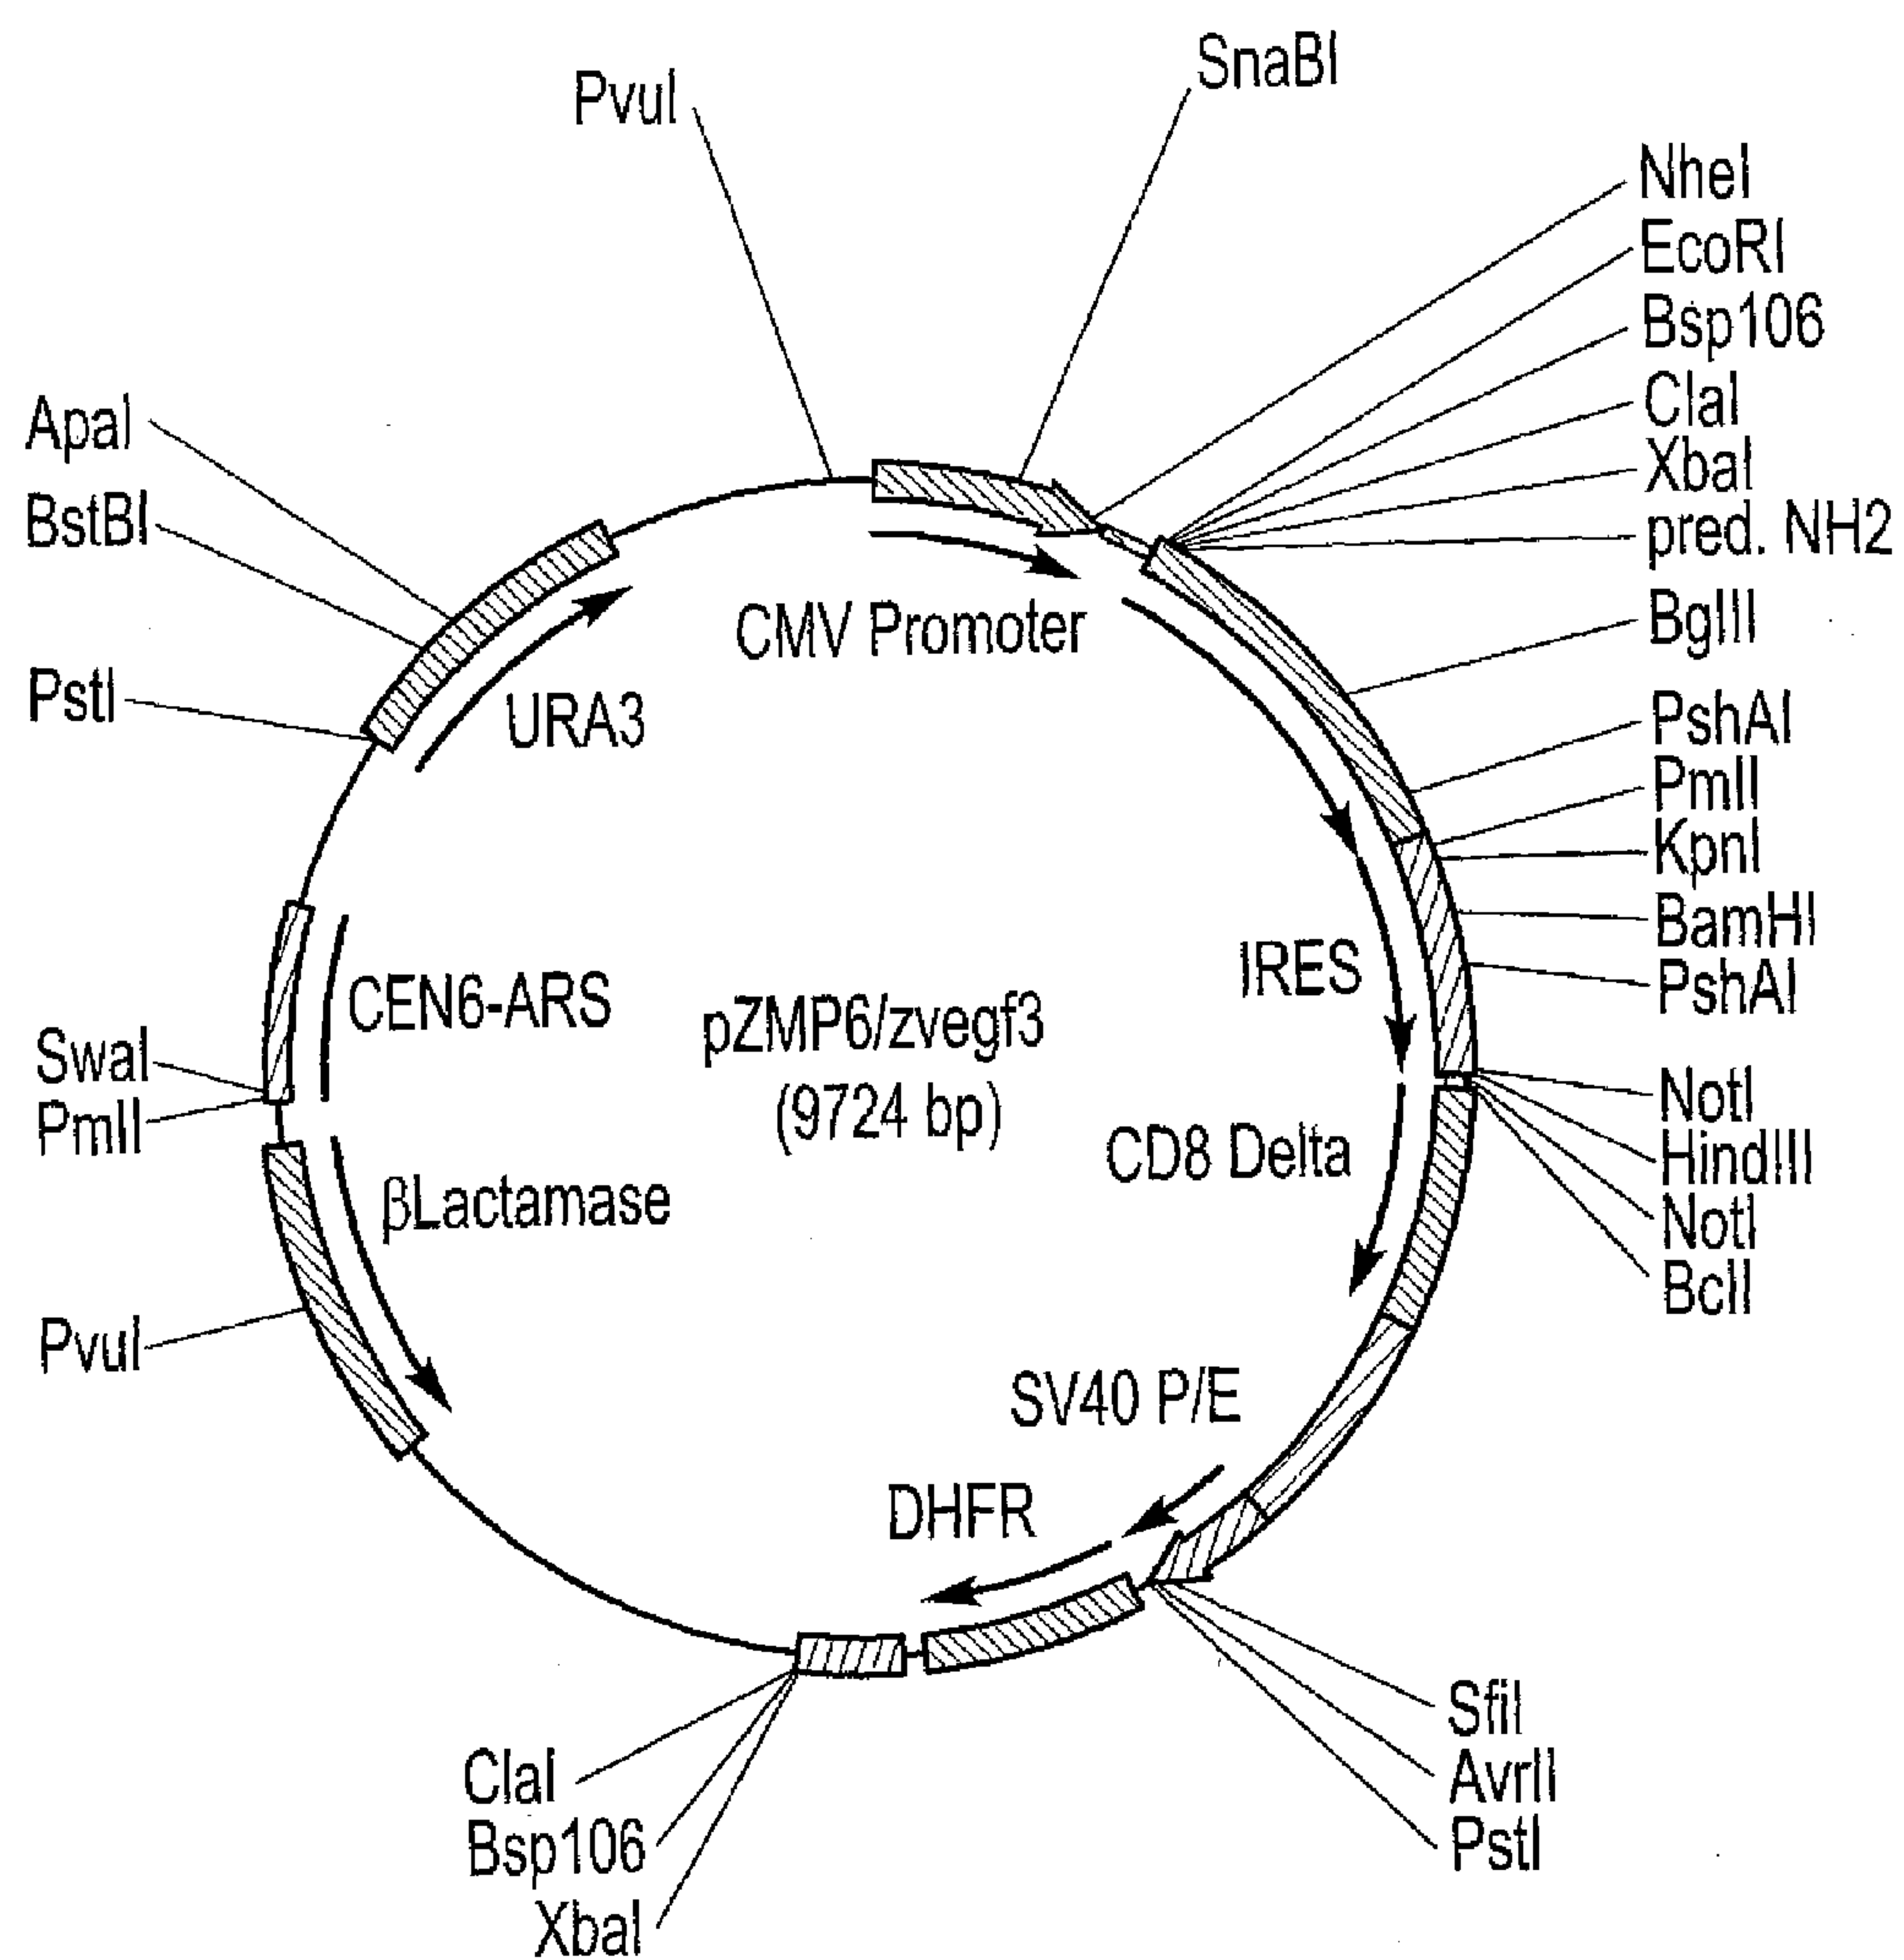 PvuI
SnaBI
NheI
EcoRI
Bsp106
ClaI
XbaI
pred. NH2
BglII
PshAI
PmlI
KpnI
BamHI
PshAI
NotI
HindIII
NotI
BclI
SfiI
AvrII
PstI
XbaI
Bsp106
ClaI
PvuI
PmlI
SwaI
PstI
BstBI
ApaI
CMV Promoter
URA3
IRES
CEN6-ARS
pZMP6/zvegf3
(9724 bp)
CD8 Delta
βLactamase
SV40 P/E
DHFR